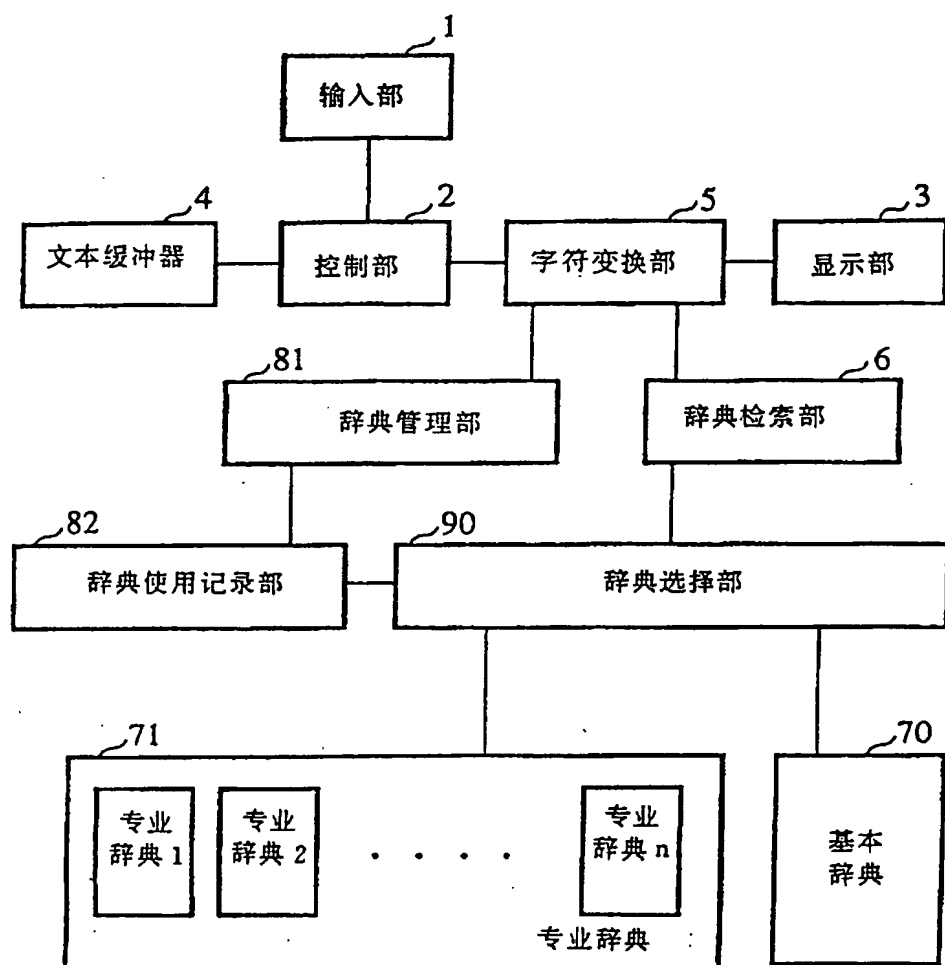 1
输入部
4
2
5
3
文本缓冲器
控制部
字符变换部
显示部
81
6
辞典管理部
辞典检索部
82
90
辞典使用记录部
辞典选择部
71
70
专业
辞典1
专业
辞典2
· · · ·
专业
辞典n
基本
辞典
专业辞典